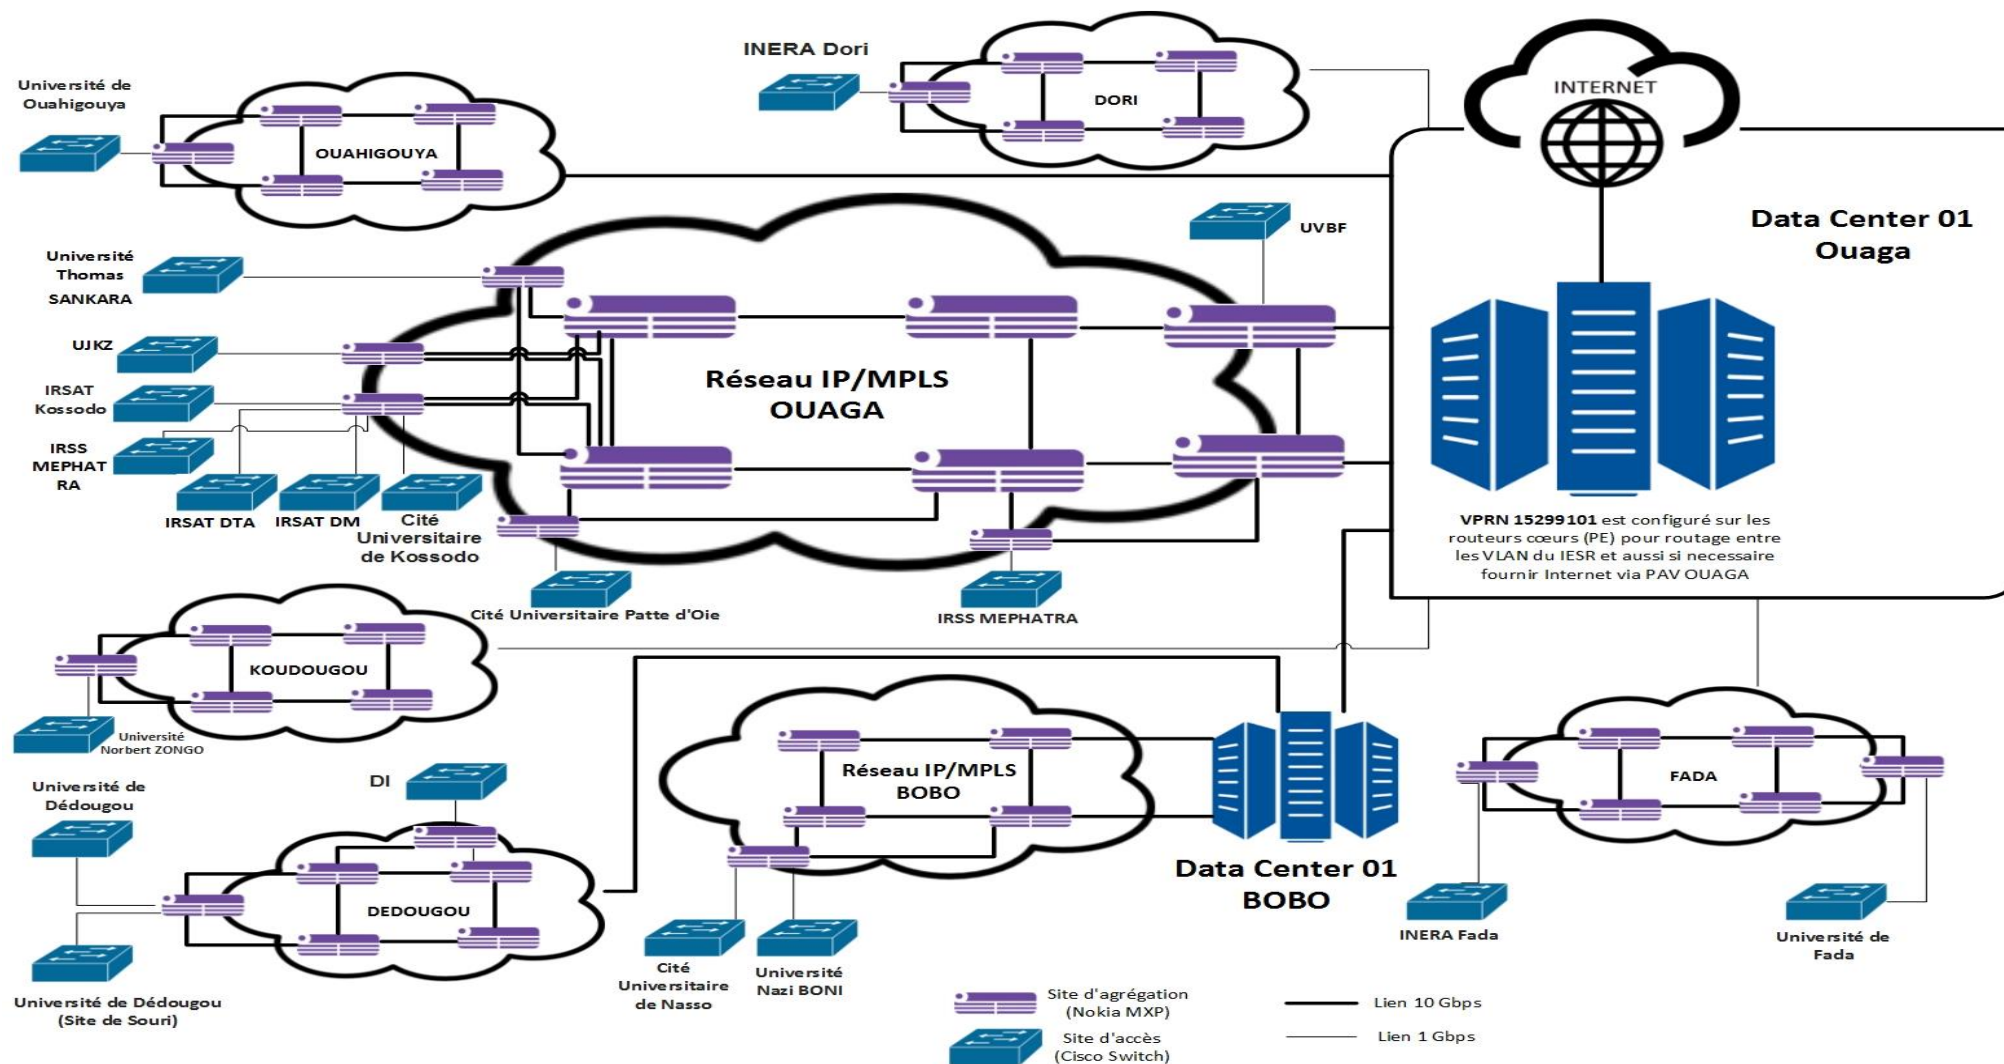 INERA Dori
Université de
Ouahigouya
OUAHIGOUYA
DORI
INTERNET
Data Center 01
Ouaga
UVBF
Université
Thomas
SANKARA
UJKZ
IRSAT
Kossodo
IRSS
MEPHAT
RA
IRSAT DTA
IRSAT DM
Cité
Universitaire
de Kossodo
Réseau IP/MPLS
OUAGA
VPRN 15299101 est configuré sur les
routeurs cœurs (PE) pour routage entre
les VLAN du IESR et aussi si necessaire
fournir Internet via PAV OUAGA
Cité Universitaire Patte d'Oie
IRSS MEPHATRA
KOUDOUGOU
Université
Norbert ZONGO
Université de
Dédougou
DI
DEDOUGOU
Université de Dédougou
(Site de Souri)
Réseau IP/MPLS
BOBO
Data Center 01
BOBO
Cité
Universitaire
de Nasso
Université
Nazi BONI
FADA
INERA Fada
Université de
Fada
Site d'agrégation
(Nokia MXP)
Site d'accès
(Cisco Switch)
Lien 10 Gbps
Lien 1 Gbps